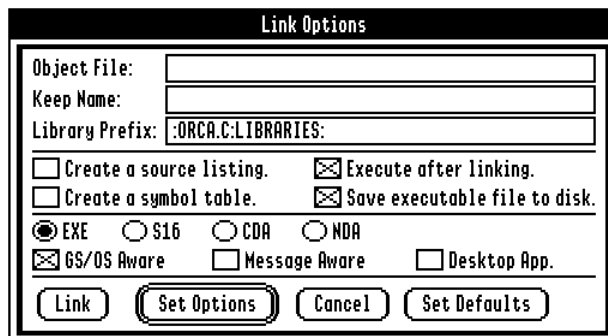 Link Options
Object File:
Keep Name:
Library Prefix: :ORCA.C:LIBRARIES:
Create a source listing. Execute after linking.
Create a symbol table. Save executable file to disk.
EXE S16 CDA NDA
GS/OS Aware Message Aware Desktop App.
Link Set Options Cancel Set Defaults